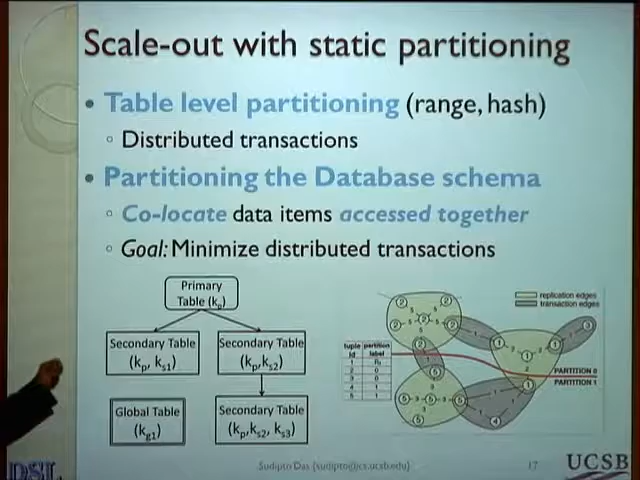 Scale-out with static partitioning
• Table level partitioning (range, hash)
◦ Distributed transactions
• Partitioning the Database schema
◦ Co-locate data items accessed together
◦ Goal: Minimize distributed transactions
Primary
Table (kp)
Secondary Table
(kp, ks1)
Secondary Table
(kp,ks2)
Global Table
(kg1)
Secondary Table
(kp,ks2, ks3)
replication edges
transaction edges
tuple partition
id label
PARTITION 0
PARTITION 1
DSL
Sudipto Das {sudipto@cs.ucsb.edu}
17
UCSB